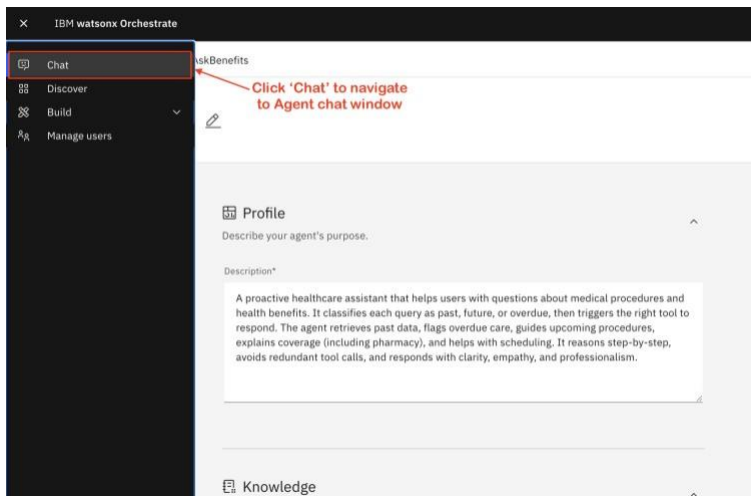 IBM watsonx Orchestrate
Chat
Discover
Build
Manage users
AskBenefits
Click ‘Chat’ to navigate
to Agent chat window
Profile
Describe your agent's purpose.
Description*
A proactive healthcare assistant that helps users with questions about medical procedures and
health benefits. It classifies each query as past, future, or overdue, then triggers the right tool to
respond. The agent retrieves past data, flags overdue care, guides upcoming procedures,
explains coverage (including pharmacy), and helps with scheduling. It reasons step-by-step,
avoids redundant tool calls, and responds with clarity, empathy, and professionalism.
Knowledge